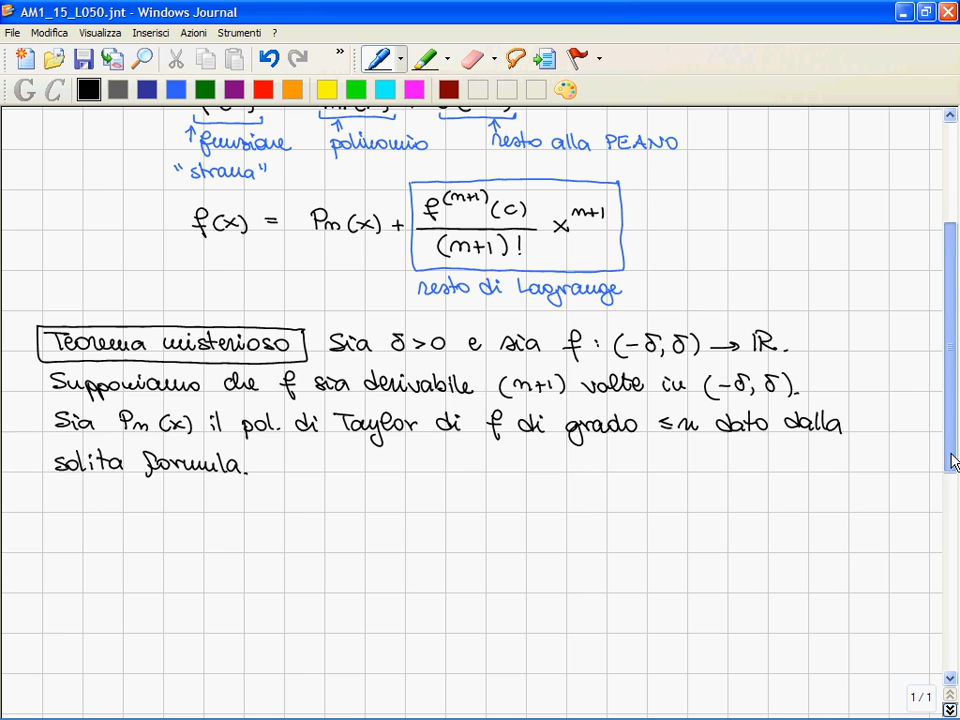 AM1_15_L050.jnt - Windows Journal
File Modifica Visualizza Inserisci Azioni Strumenti ?
G C
funzione "strana"
polinomio
resto alla PEANO
f(x) = Pn(x) + f^(n+1)(c) / (n+1)! x^n+1
resto di Lagrange
Teorema misterioso Sia δ>0 e sia f : (-δ, δ) → ℝ.
Supponiamo che f sia derivabile (n+1) volte in (-δ, δ).
Sia Pn(x) il pol. di Taylor di f di grado ≤n dato dalla
solita formula.
1 / 1